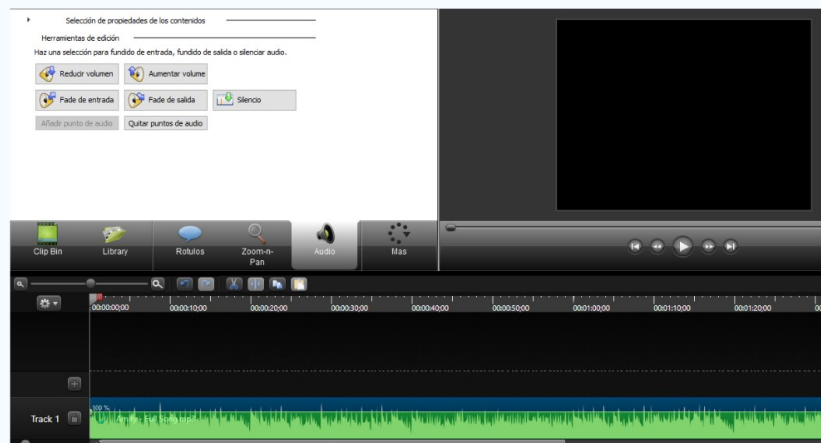 Selección de propiedades de los contenidos
Herramientas de edición
Haz una selección para fundido de entrada, fundido de salida o silenciar audio.
Reducir volumen
Aumentar volume
Fade de entrada
Fade de salida
Silencio
Añadir punto de audio
Quitar puntos de audio
Clip Bin
Library
Rotulos
Zoom-n-
Pan
Audio
Mas
00:00:00;00
00:00:10;00
00:00:20;00
00:00:30;00
00:00:40;00
00:00:50;00
00:01:00;00
00:01:10;00
00:01:20;00
100 %
Full Song.mp3
Track 1